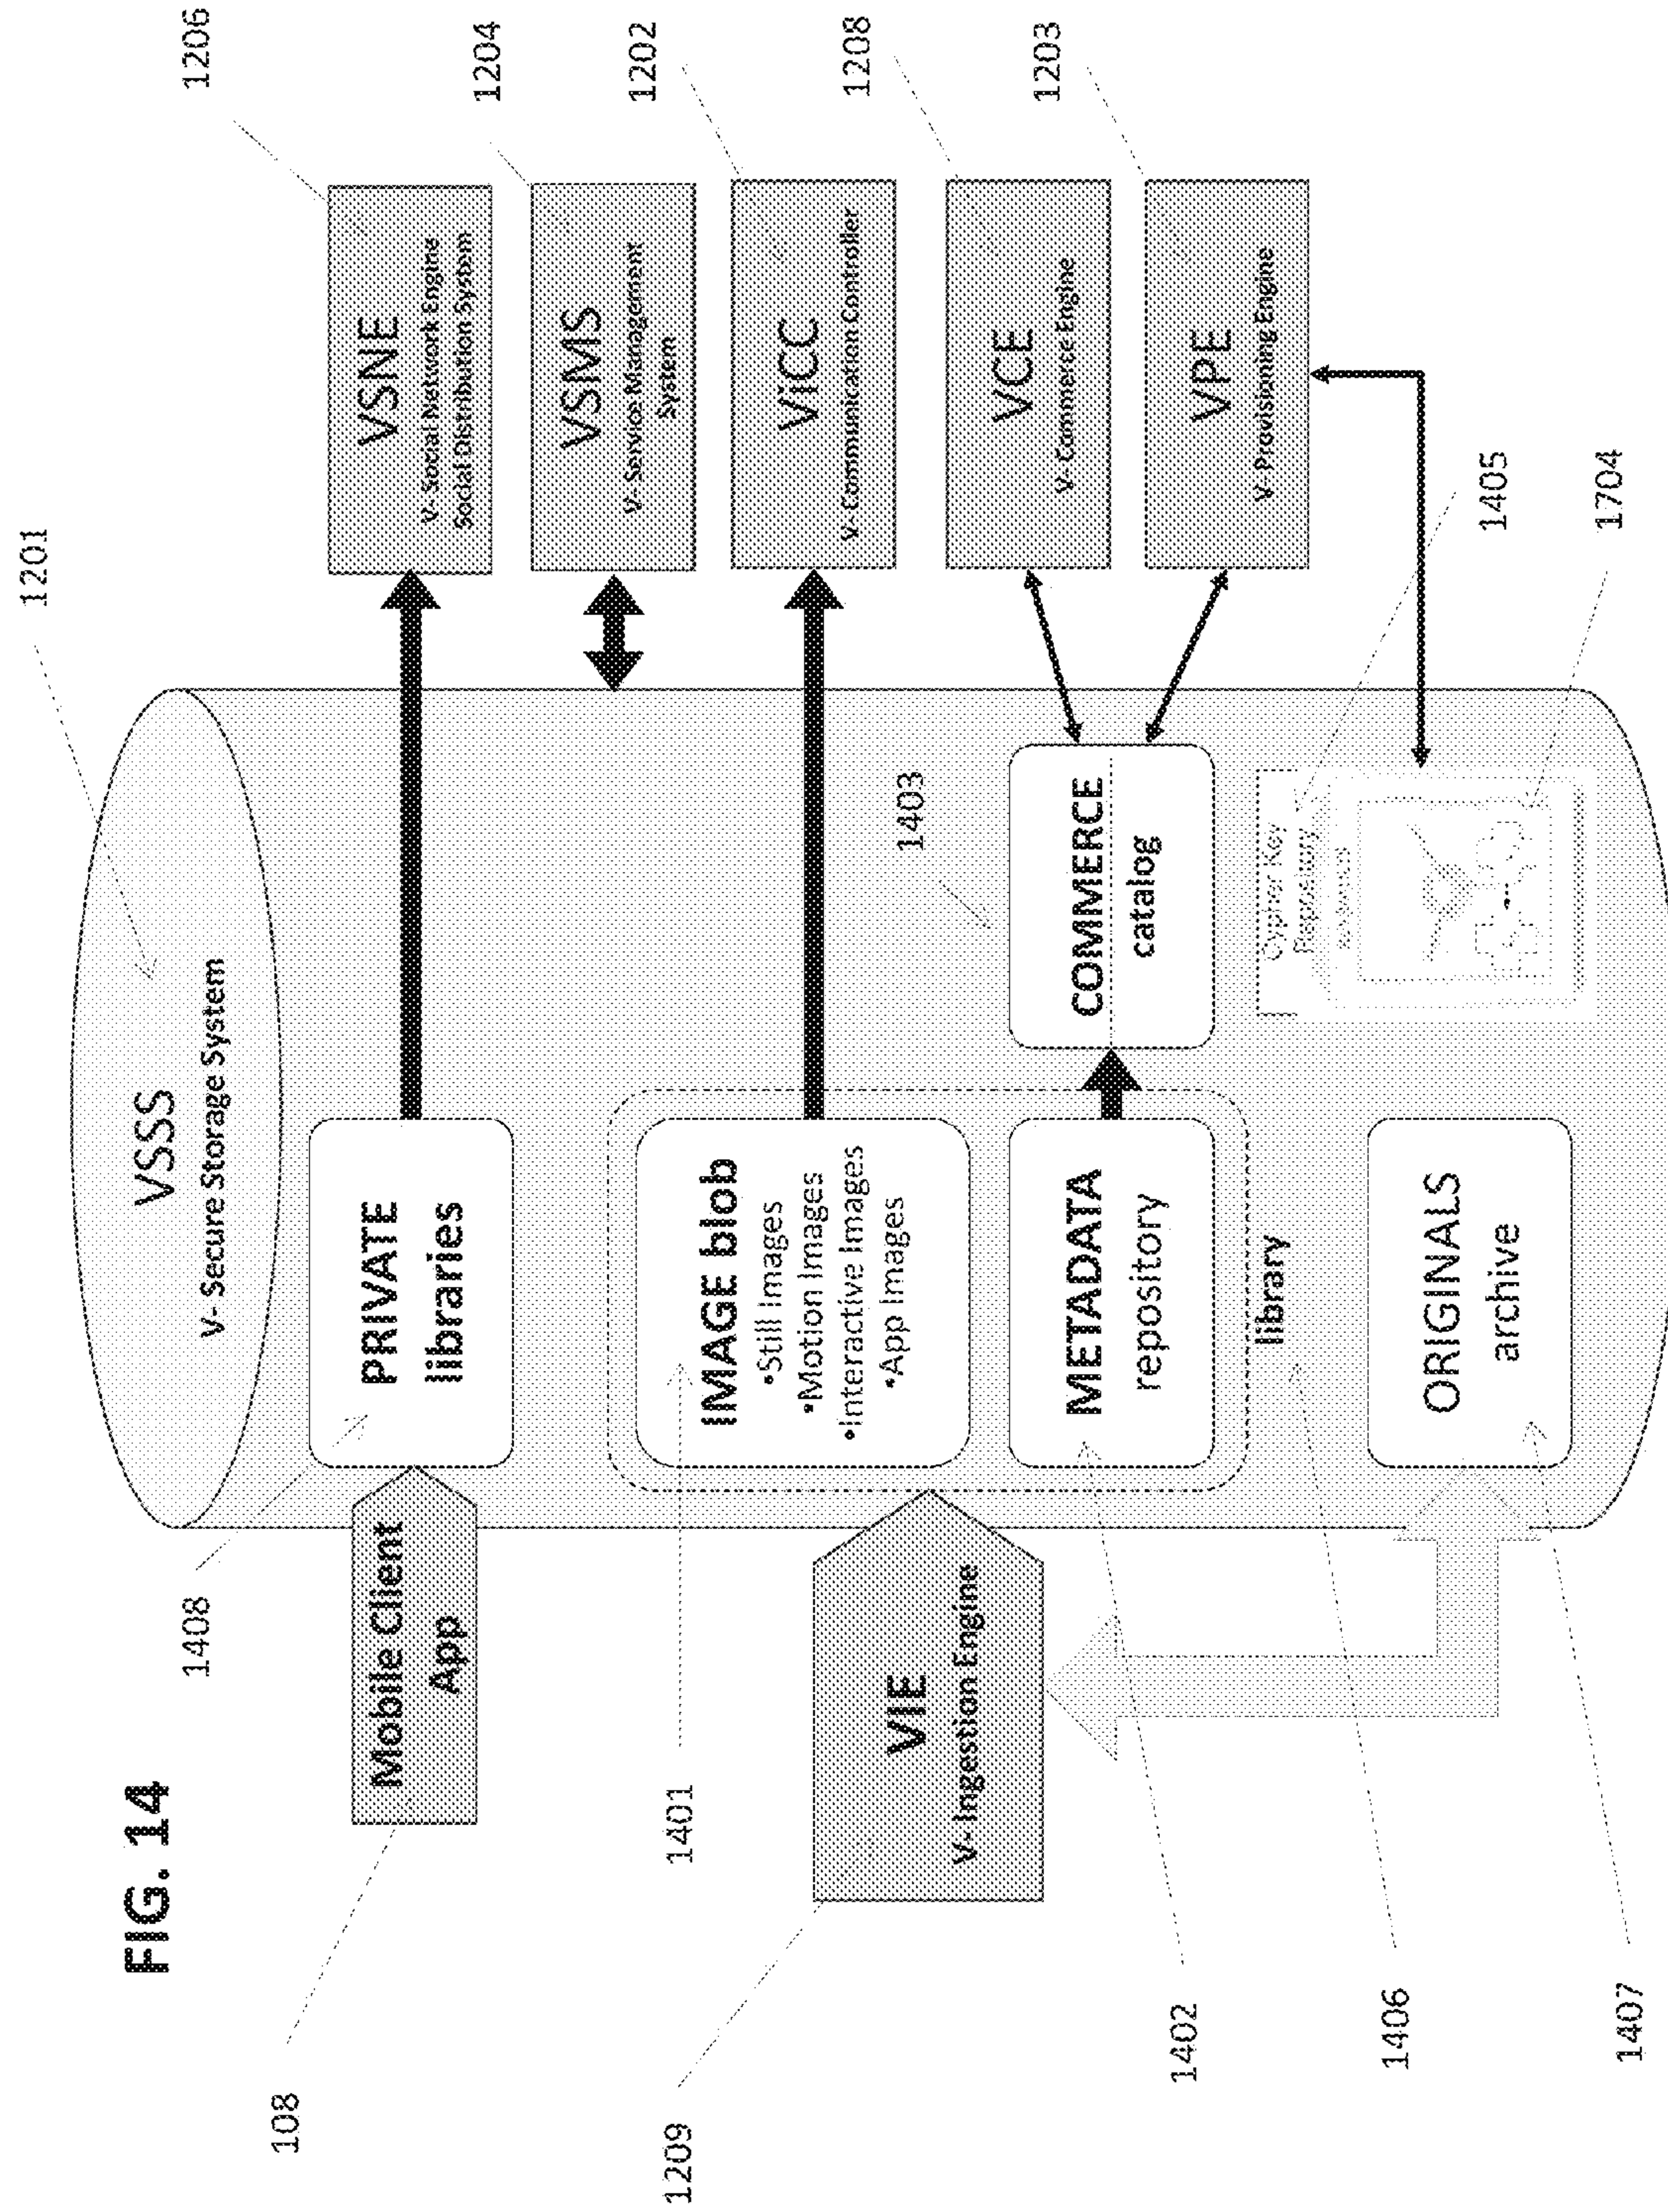 FIG. 14
1201
1206
1204
1202
1208
1203
VSSS
V- Secure Storage System
108
Mobile Client
App
1408
PRIVATE
libraries
VSNE
V- Social Network Engine
Social Distribution System
VSMS
V- Service Management
System
1401
IMAGE blob
•Still Images
•Motion Images
•Interactive Images
•App Images
ViCC
V- Communication Controller
1209
VIE
V- Ingestion Engine
1403
METADATA
repository
COMMERCE
catalog
VCE
V- Commerce Engine
VPE
V- Provisioning Engine
library
Cypher Key
Repository
ORIGINALS
archive
1402
1406
1407
1405
1704